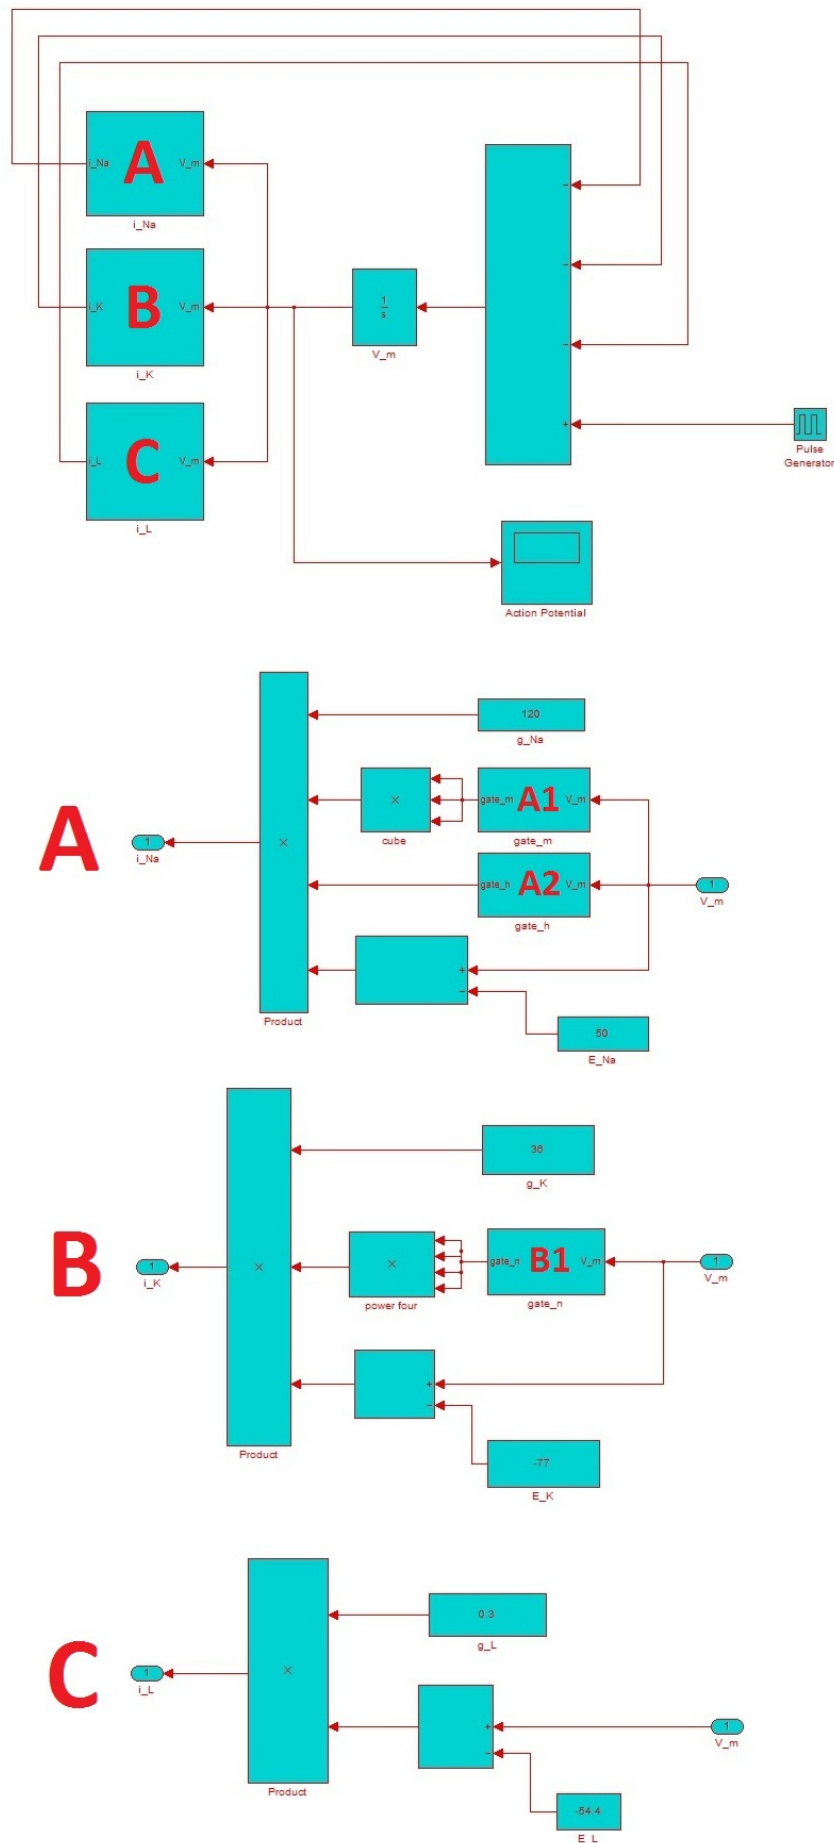 A
i_Na
V_m
i_Na
B
i_K
V_m
i_K
C
i_L
V_m
i_L
1
s
V_m
−
−
−
+
Pulse
Generator
Action Potential
A
120
g_Na
×
cube
gate_m
A1
V_m
gate_m
gate_h
A2
V_m
gate_h
1
i_Na
×
Product
1
V_m
+
−
50
E_Na
B
36
g_K
×
power four
gate_n
B1
V_m
gate_n
1
i_K
×
Product
1
V_m
+
−
-77
E_K
C
0.3
g_L
1
i_L
×
Product
+
−
1
V_m
-54.4
E_L